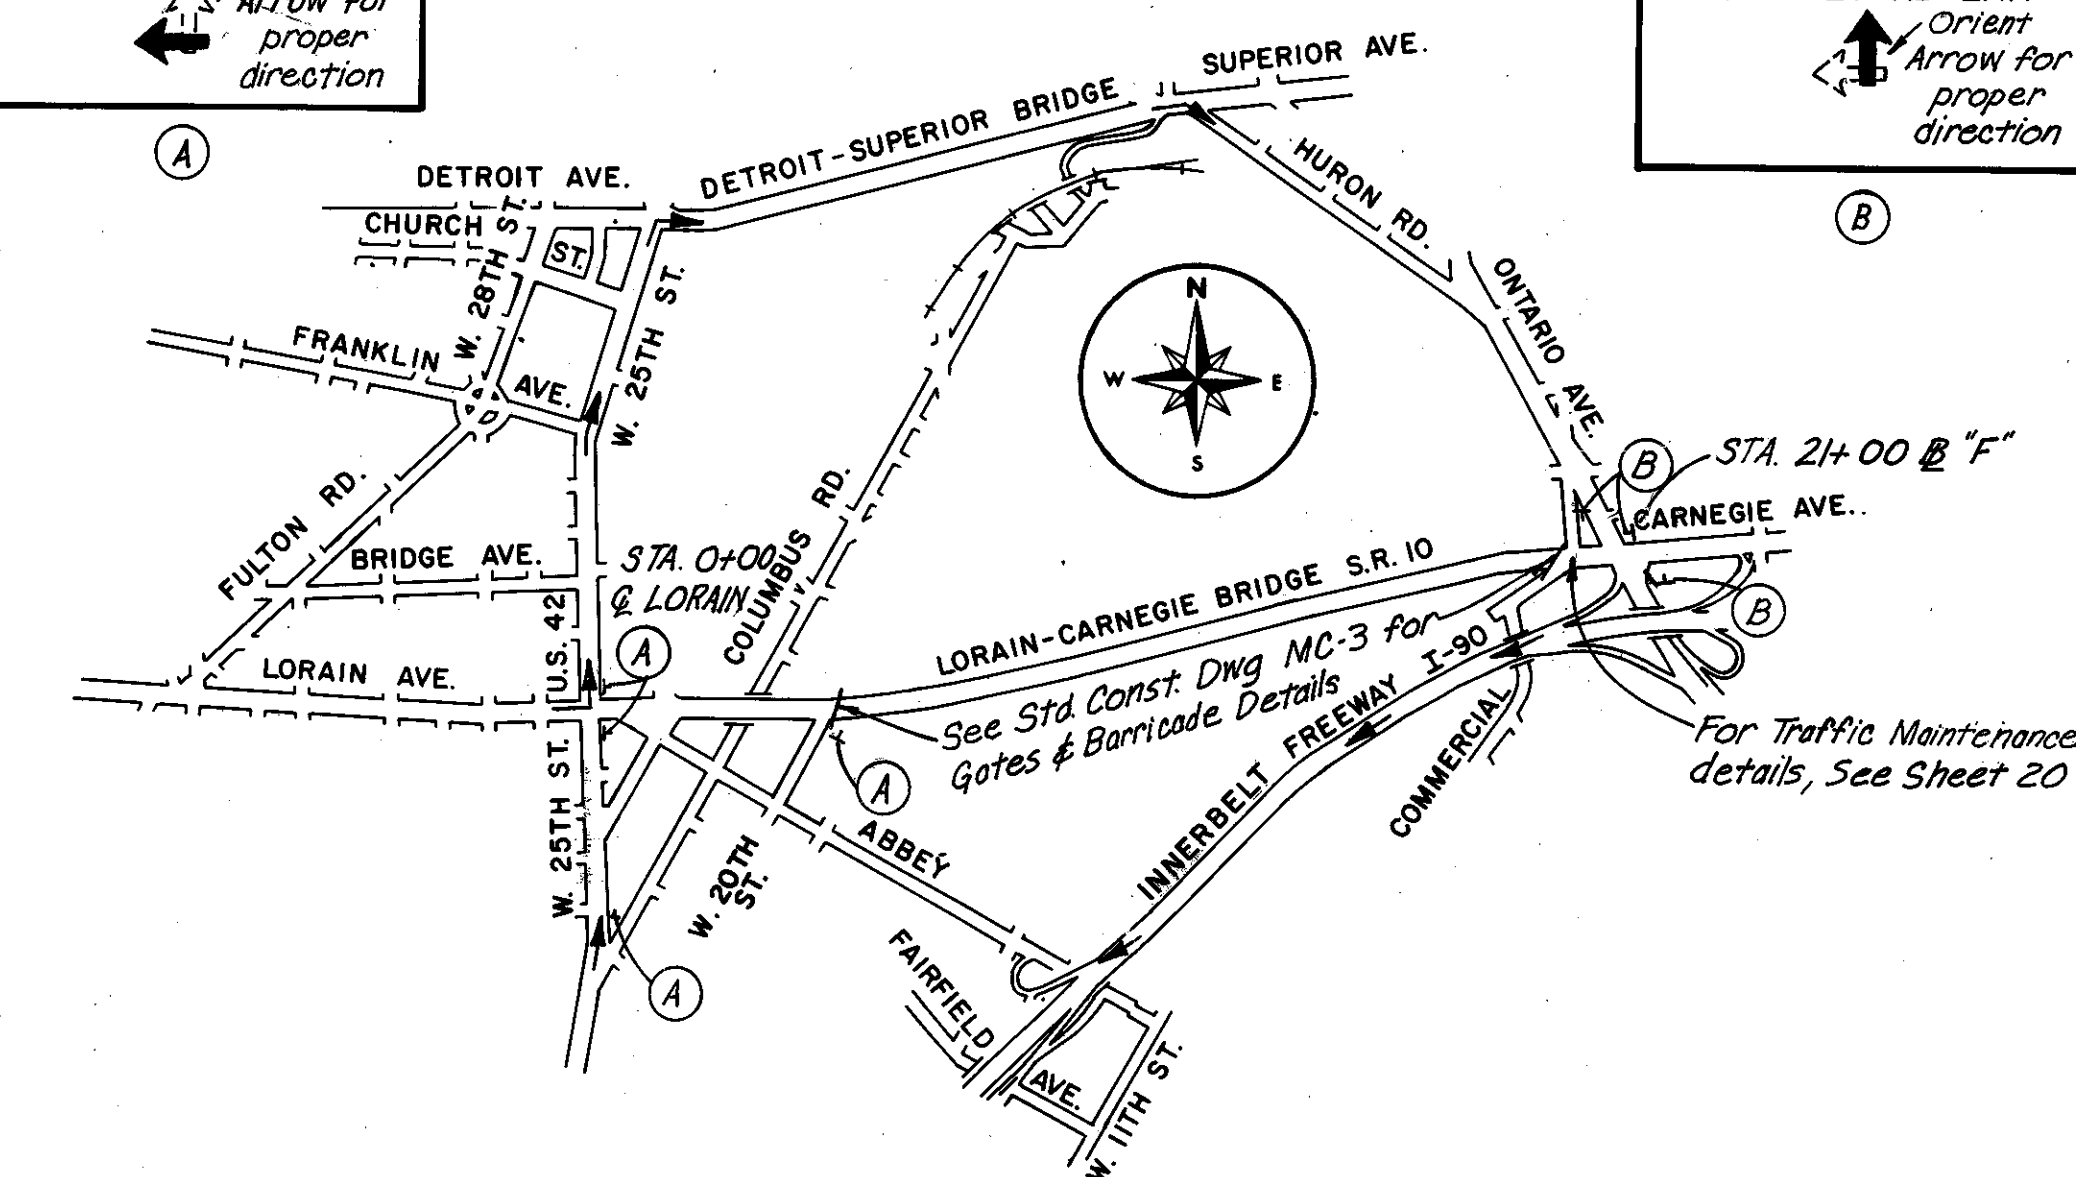 Arrow for
proper
direction
A
Orient
Arrow for
proper
direction
B
SUPERIOR AVE.
DETROIT-SUPERIOR BRIDGE
DETROIT AVE.
CHURCH
ST.
W. 28TH ST.
HURON RD.
W. 25TH ST.
FRANKLIN
AVE.
ONTARIO AVE.
N
W
E
S
B
STA. 21+00 ℄ "F"
CARNEGIE AVE.
FULTON RD.
BRIDGE AVE.
STA. 0+00
℄ LORAIN
COLUMBUS RD.
LORAIN-CARNEGIE BRIDGE S.R. 10
B
U.S. 42
A
LORAIN AVE.
See Std. Const. Dwg MC-3 for
Gates & Barricade Details
INNERBELT FREEWAY I-90
COMMERCIAL
For Traffic Maintenance
details, See Sheet 20
A
W. 25TH ST.
ABBEY
W. 20TH
ST.
A
FAIRFIELD
AVE.
W. 11TH ST.